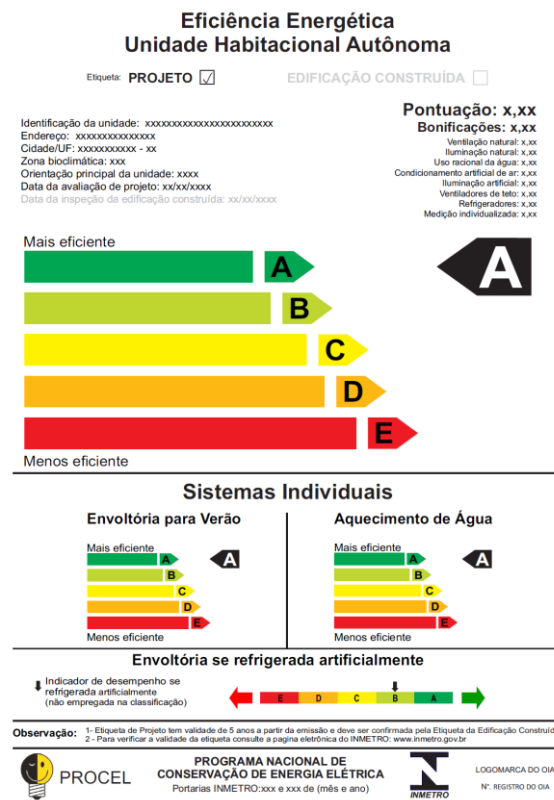 Eficiência Energética
Unidade Habitacional Autônoma
Etiqueta: PROJETO EDIFICAÇÃO CONSTRUÍDA
Pontuação: x,xx
Bonificações: x,xx
Ventilação natural: x,xx
Iluminação natural: x,xx
Uso racional da água: x,xx
Condicionamento artificial de ar: x,xx
Iluminação artificial: x,xx
Ventiladores de teto: x,xx
Refrigeradores: x,xx
Medição individualizada: x,xx
Identificação da unidade: xxxxxxxxxxxxxxxxxxxxxxxx
Endereço: xxxxxxxxxxxxxxx
Cidade/UF: xxxxxxxxxxx - xx
Zona bioclimática: xxx
Orientação principal da unidade: xxxx
Data da avaliação de projeto: xx/xx/xxxx
Data da inspeção da edificação construída: xx/xx/xxxx
Mais eficiente
A
A
B
C
D
E
Menos eficiente
Sistemas Individuais
Envoltória para Verão
Mais eficiente
A
A
B
C
D
E
Menos eficiente
Aquecimento de Água
Mais eficiente
A
A
B
C
D
E
Menos eficiente
Envoltória se refrigerada artificialmente
Indicador de desempenho se
refrigerada artificialmente
(não empregada na classificação)
E D C B A
Observação: 1- Etiqueta de Projeto tem validade de 5 anos a partir da emissão e deve ser confirmada pela Etiqueta da Edificação Construíd
2 - Para verificar a validade da etiqueta consulte a pagina eletrônica do INMETRO: www.inmetro.gov.br
PROCEL
PROGRAMA NACIONAL DE
CONSERVAÇÃO DE ENERGIA ELÉTRICA
Portarias INMETRO:xxx e xxx de (mês e ano)
INMETRO
LOGOMARCA DO OIA
N°. REGISTRO DO OIA